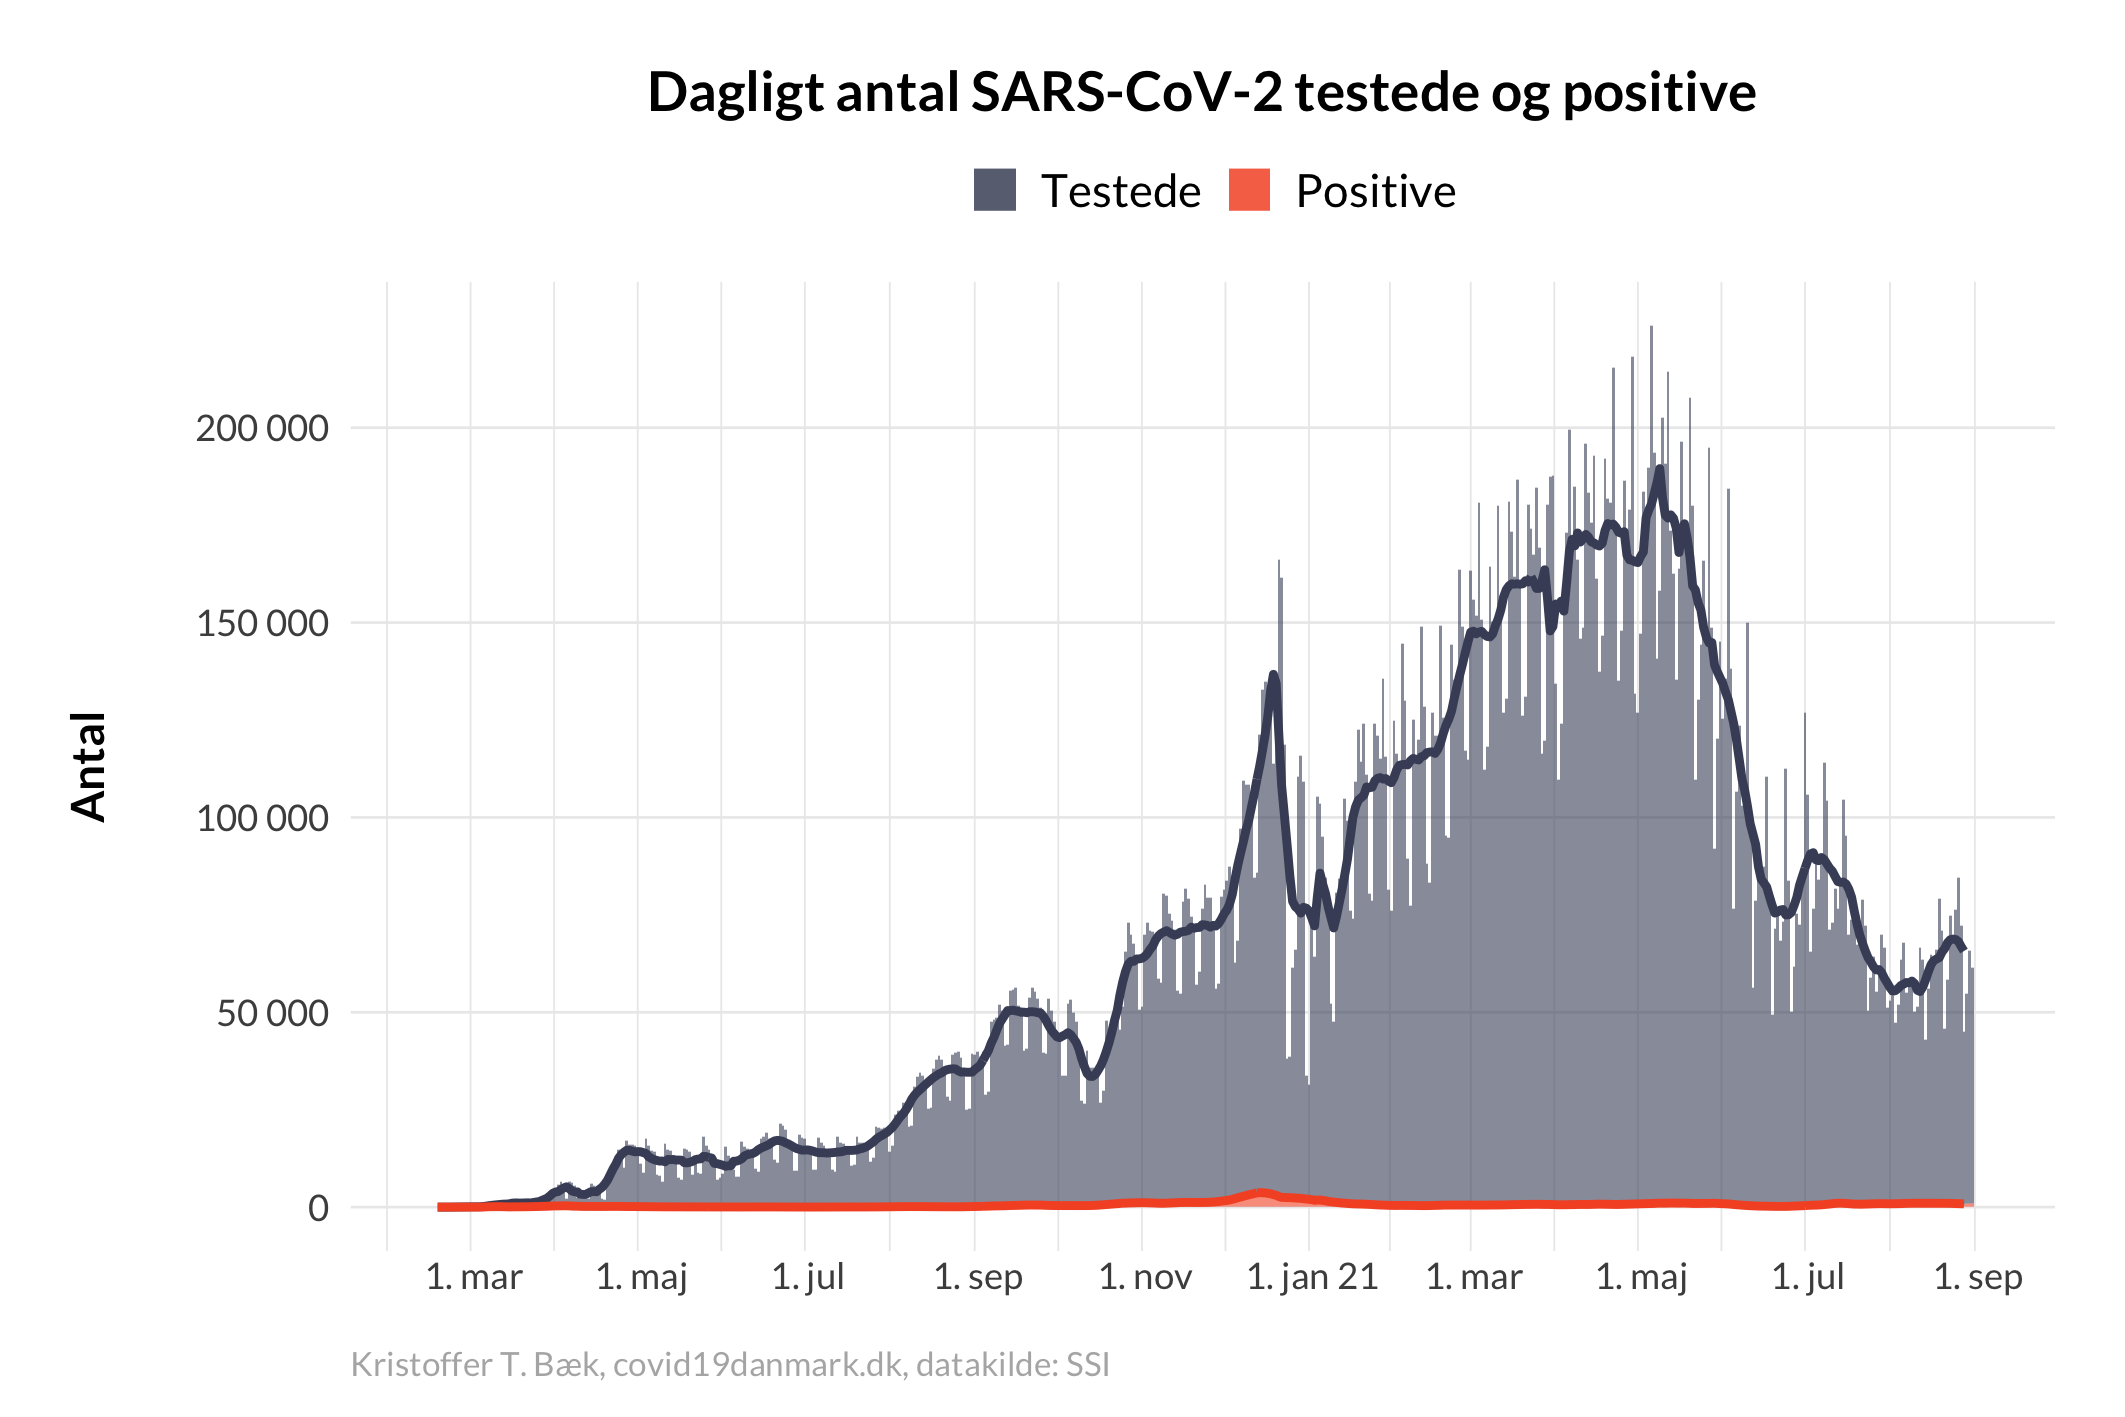 Dagligt antal SARS-CoV-2 testede og positive
Testede Positive
Antal
200 000
150 000
100 000
50 000
0
1. mar 1. maj 1. jul 1. sep 1. nov 1. jan 21 1. mar 1. maj 1. jul 1. sep
Kristoffer T. Bæk, covid19danmark.dk, datakilde: SSI